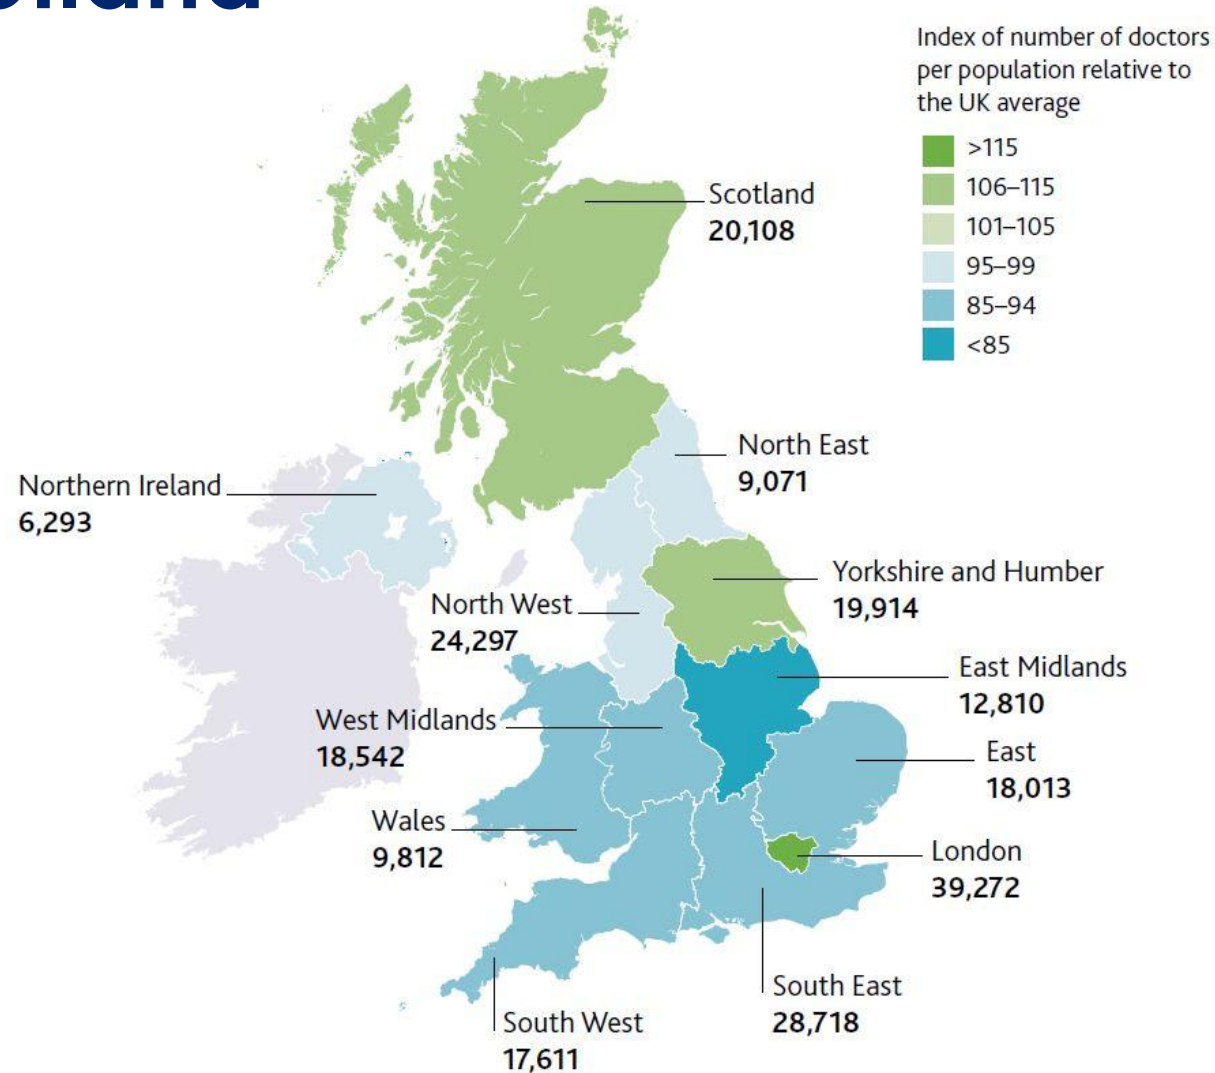 Index of number of doctors
per population relative to
the UK average
>115
106–115
101–105
95–99
85–94
<85
Scotland
20,108
North East
9,071
Northern Ireland
6,293
Yorkshire and Humber
19,914
North West
24,297
East Midlands
12,810
West Midlands
18,542
East
18,013
Wales
9,812
London
39,272
South East
28,718
South West
17,611